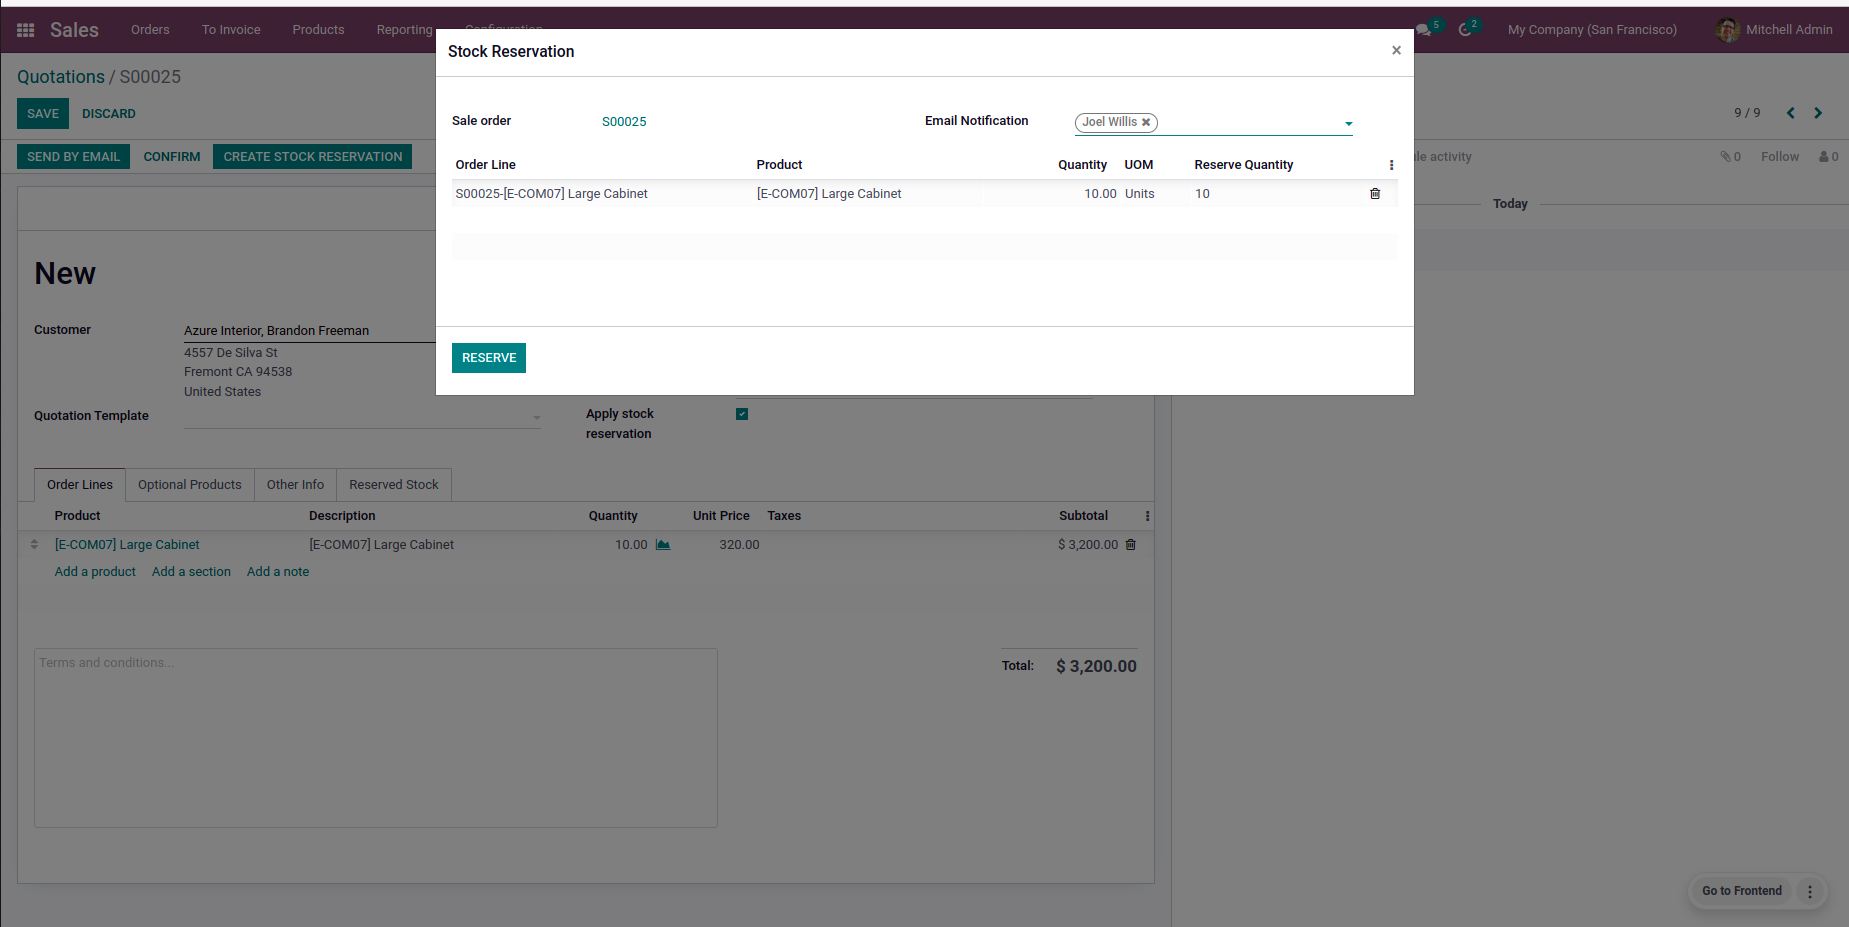 Sales Orders To Invoice Products Reporting Configuration 5 2 My Company (San Francisco) Mitchell Admin
Quotations / S00025
SAVE DISCARD 9 / 9
SEND BY EMAIL CONFIRM CREATE STOCK RESERVATION activity 0 Follow 0
Stock Reservation ×
Sale order S00025 Email Notification Joel Willis ✖
Order Line Product Quantity UOM Reserve Quantity
S00025-[E-COM07] Large Cabinet [E-COM07] Large Cabinet 10.00 Units 10
RESERVE
Today
New
Customer Azure Interior, Brandon Freeman
4557 De Silva St
Fremont CA 94538
United States
Quotation Template
Apply stock
reservation
Order Lines Optional Products Other Info Reserved Stock
Product Description Quantity Unit Price Taxes Subtotal
[E-COM07] Large Cabinet [E-COM07] Large Cabinet 10.00 320.00 $ 3,200.00
Add a product Add a section Add a note
Terms and conditions...
Total: $ 3,200.00
Go to Frontend